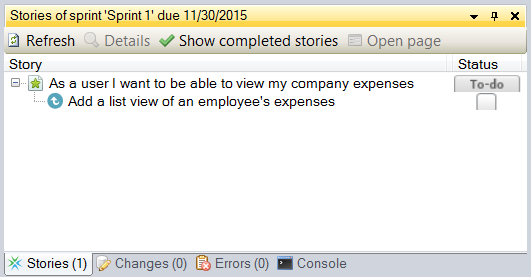 Stories of sprint 'Sprint 1' due 11/30/2015
Refresh Details Show completed stories Open page
Story Status
As a user I want to be able to view my company expenses To-do
Add a list view of an employee's expenses
Stories (1) Changes (0) Errors (0) Console